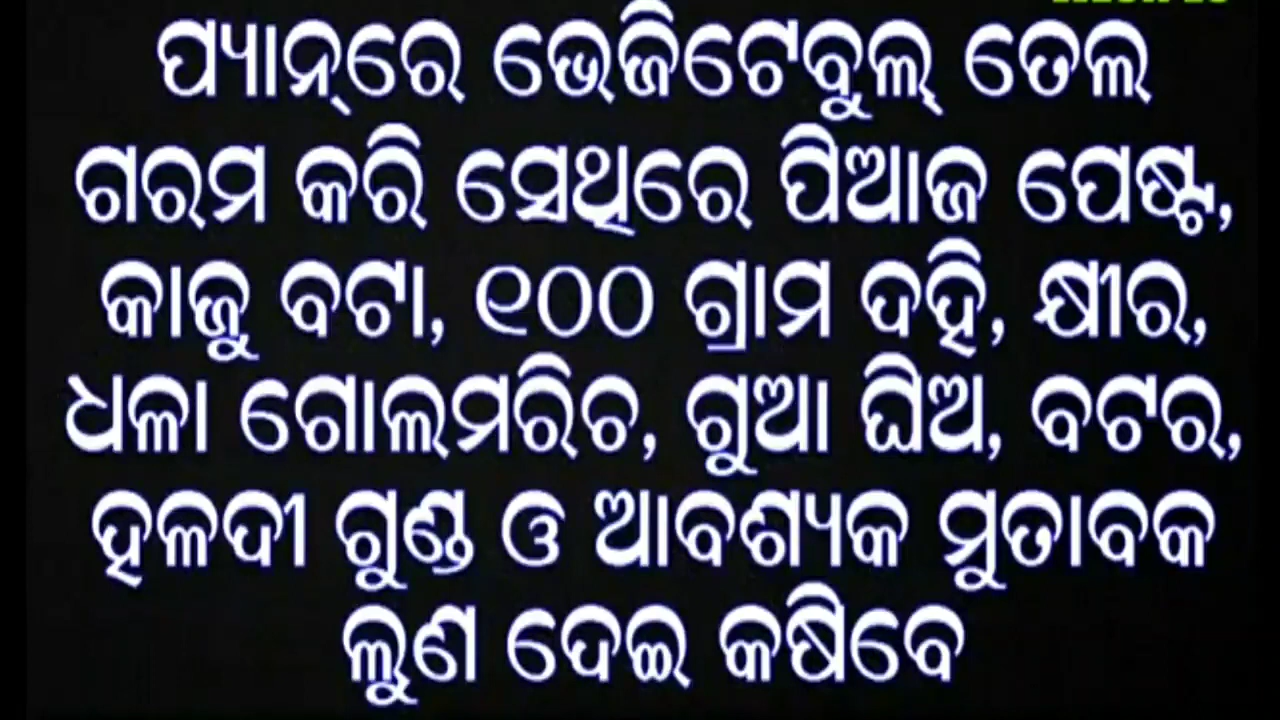 ପ୍ୟାନ୍‌ରେ ଭେଜିଟେବୁଲ୍ ତେଲ
ଗରମ କରି ସେଥିରେ ପିଆଜ ପେଷ୍ଟ,
କାଜୁ ବଟା, ୧୦୦ ଗ୍ରାମ ଦହି, କ୍ଷୀର,
ଧଳା ଗୋଲମରିଚ, ଗୁଆ ଘିଅ, ବଟର,
ହଳଦୀ ଗୁଣ୍ଡ ଓ ଆବଶ୍ୟକ ମୁତାବକ
ଲୁଣ ଦେଇ କଷିବେ